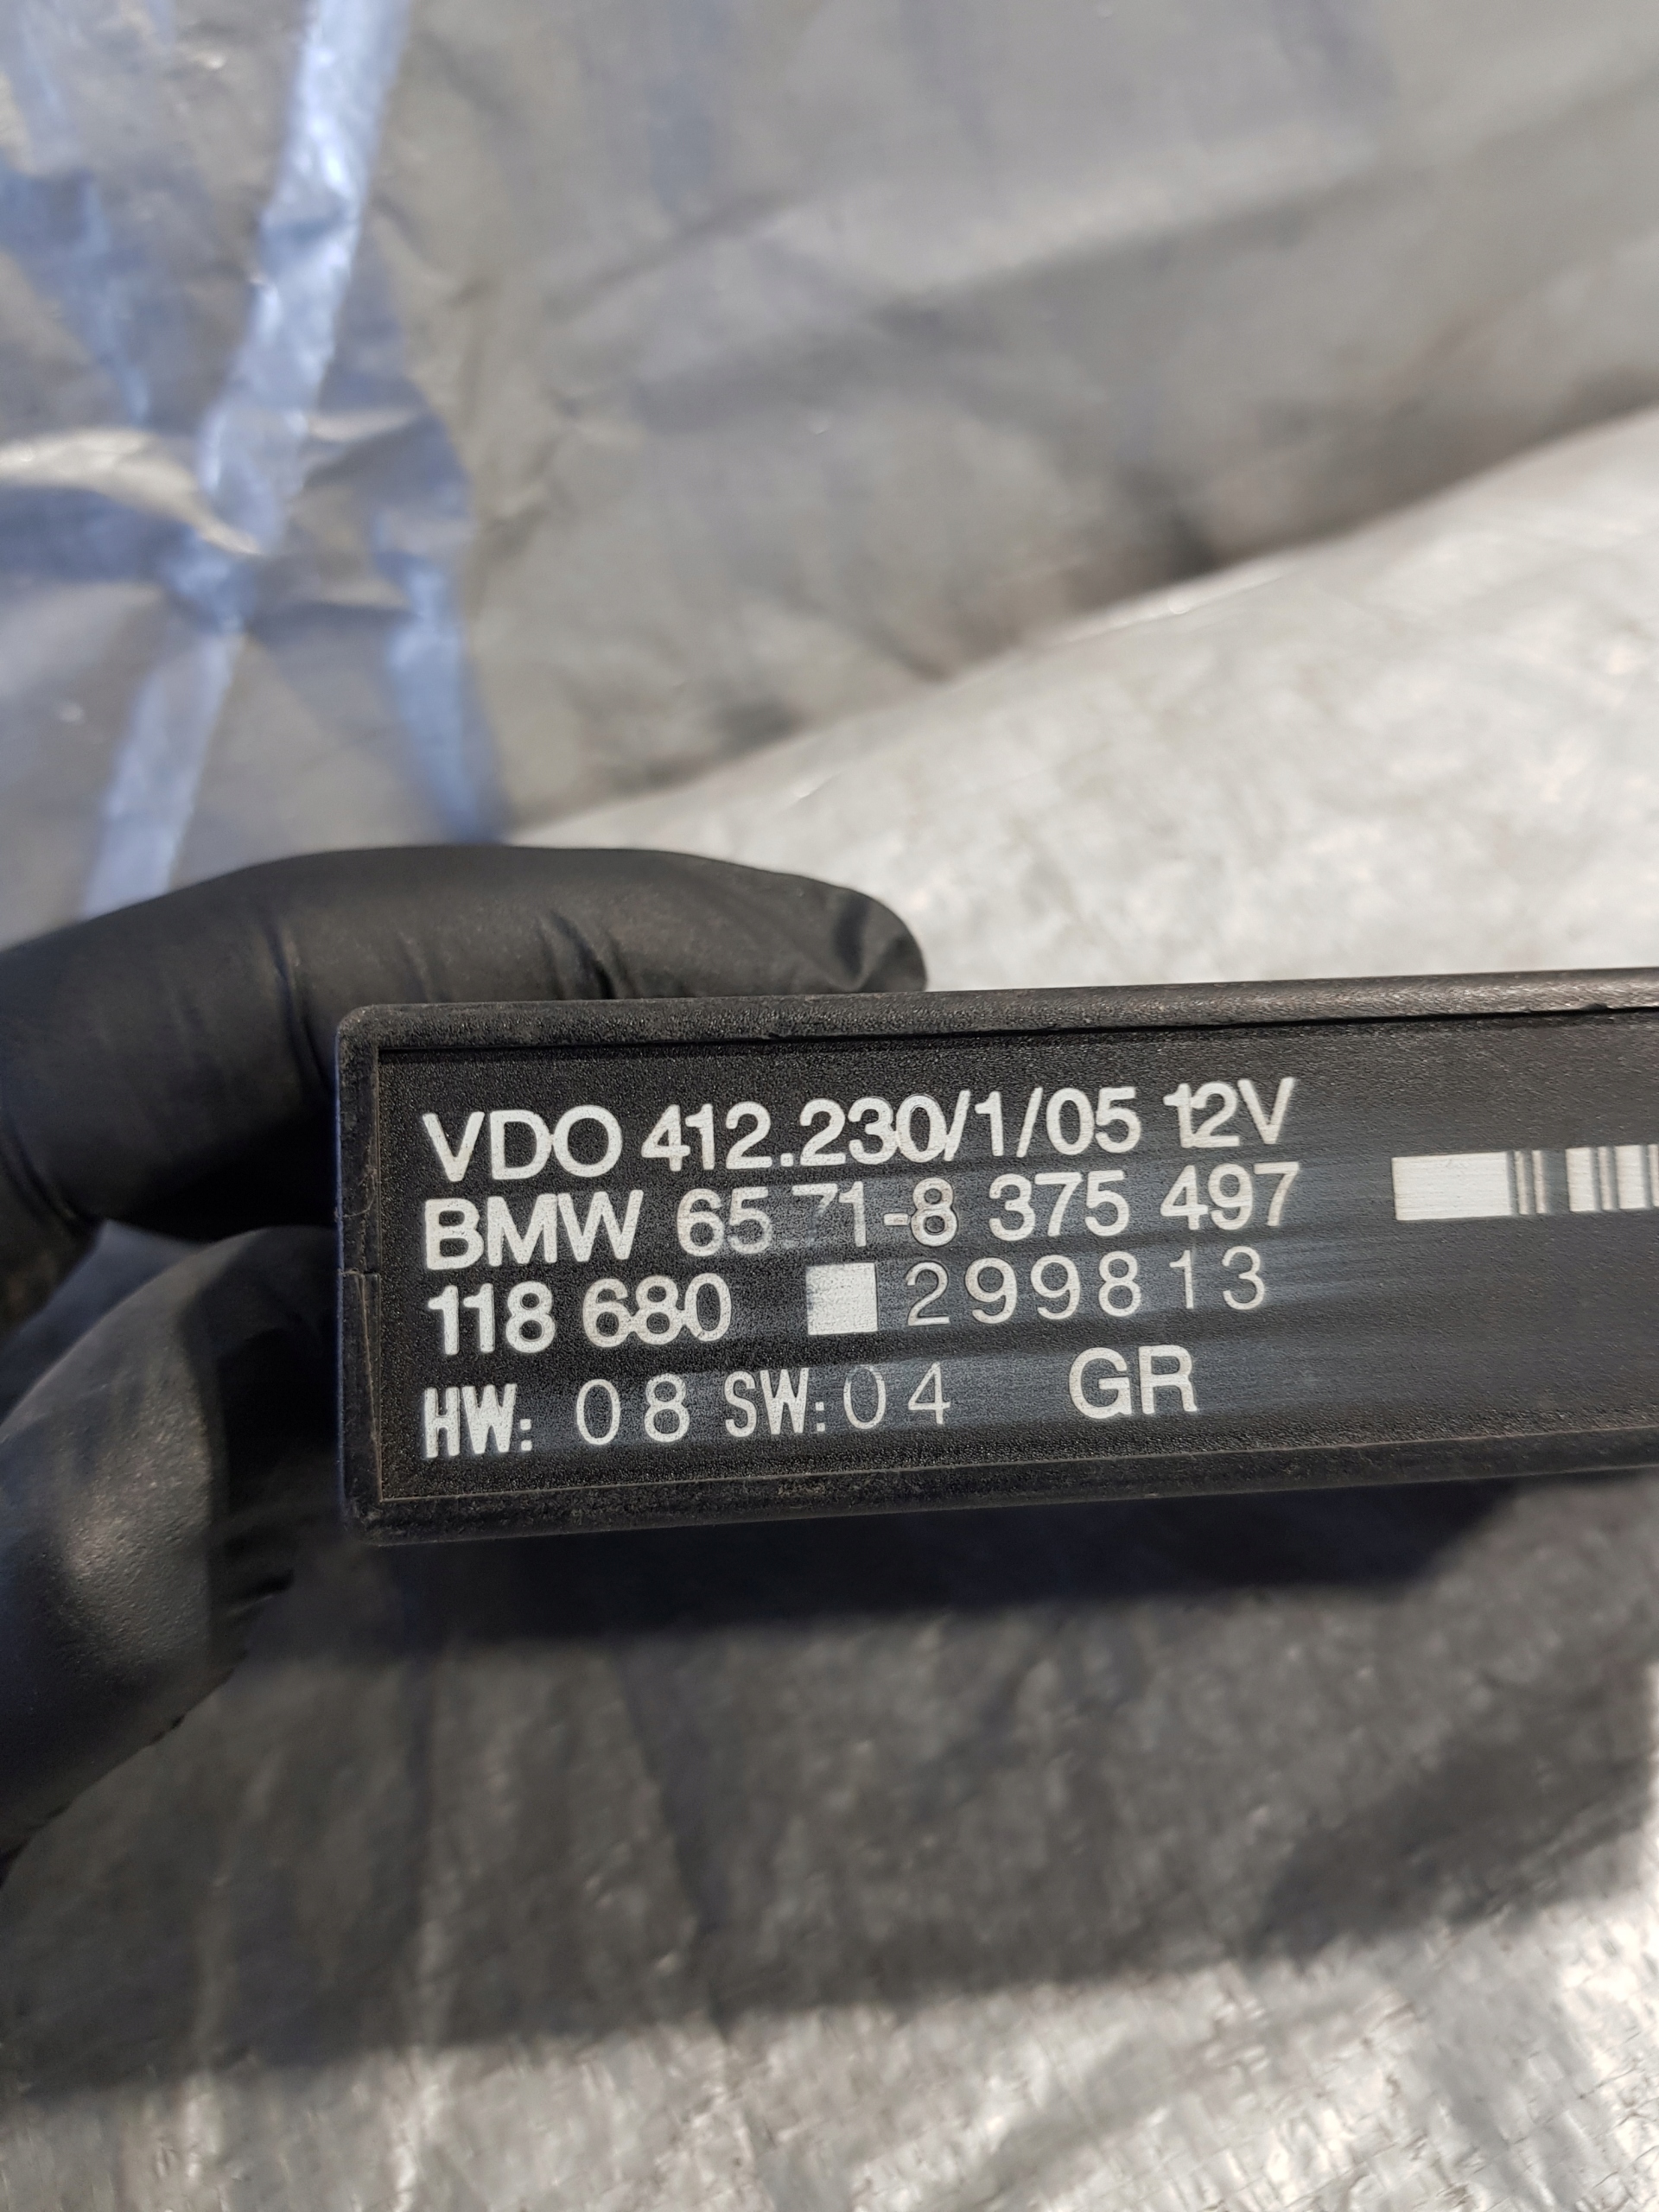 VDO 412.230/1/05 12V
BMW 65.71-8 375 497
118 680 299813
HW: 08 SW:04 GR